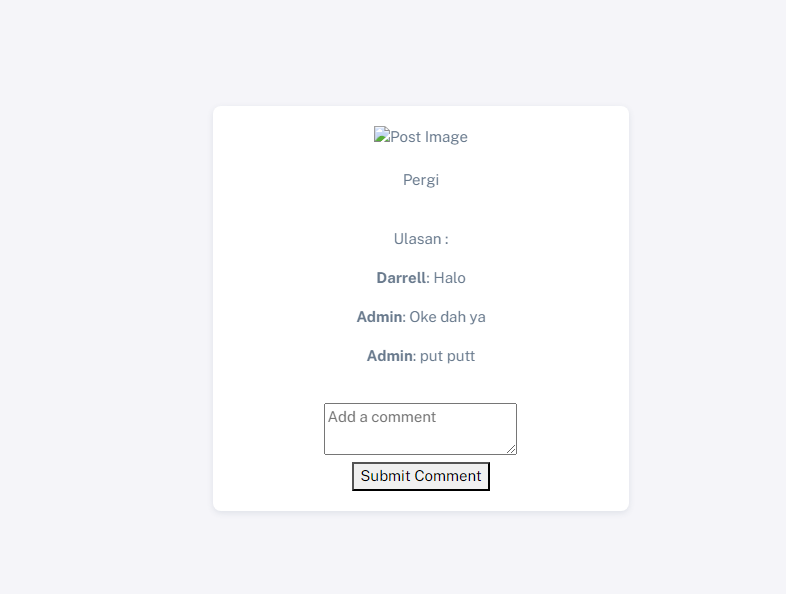 Post Image
Pergi
Ulasan :
Darrell: Halo
Admin: Oke dah ya
Admin: put putt
Add a comment
Submit Comment